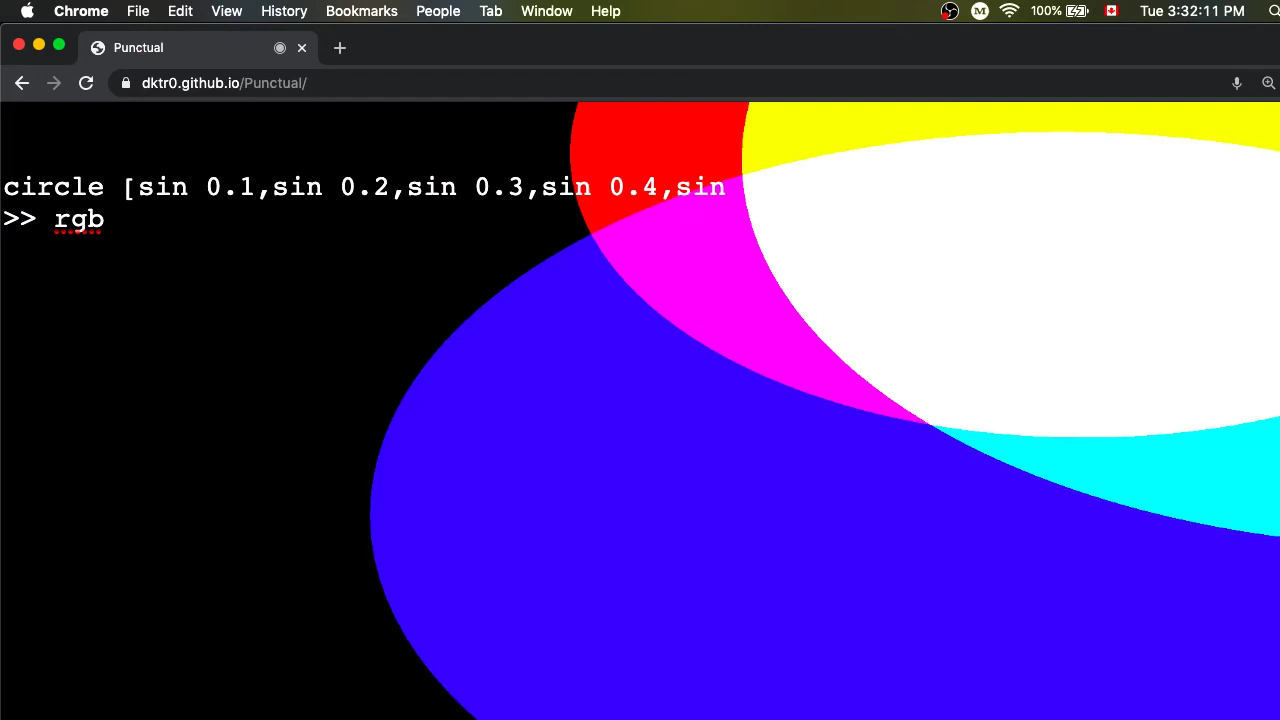 Chrome File Edit View History Bookmarks People Tab Window Help M 100% Tue 3:32:11 PM
Punctual
dktr0.github.io/Punctual/
circle [sin 0.1,sin 0.2,sin 0.3,sin 0.4,sin
>> rgb